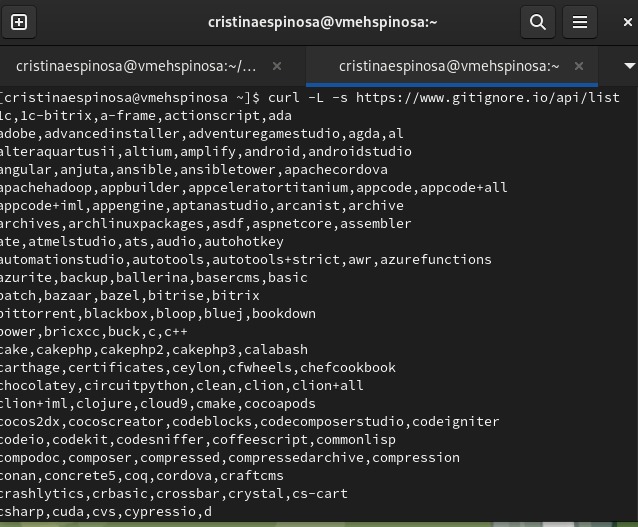 cristinaespinosa@vmehspinosa:~
cristinaespinosa@vmehspinosa:~/... × cristinaespinosa@vmehspinosa:~ ×
[cristinaespinosa@vmehspinosa ~]$ curl -L -s https://www.gitignore.io/api/list
1c,1c-bitrix,a-frame,actionscript,ada
adobe,advancedinstaller,adventuregamestudio,agda,al
alteraquartusii,altium,amplify,android,androidstudio
angular,anjuta,ansible,ansibletower,apachecordova
apachehadoop,appbuilder,appceleratortitanium,appcode,appcode+all
appcode+iml,appengine,aptanastudio,arcanist,archive
archives,archlinuxpackages,asdf,aspnetcore,assembler
ate,atmelstudio,ats,audio,autohotkey
automationstudio,autotools,autotools+strict,awr,azurefunctions
azurite,backup,ballerina,basercms,basic
batch,bazaar,bazel,bitrise,bitrix
bittorrent,blackbox,bloop,bluej,bookdown
bower,bricxcc,buck,c,c++
cake,cakephp,cakephp2,cakephp3,calabash
carthage,certificates,ceylon,cfwheels,chefcookbook
chocolatey,circuitpython,clean,clion,clion+all
clion+iml,clojure,cloud9,cmake,cocoapods
cocos2dx,cocoscreator,codeblocks,codecomposerstudio,codeigniter
codeio,codekit,codesniffer,coffeescript,commonlisp
compodoc,composer,compressed,compressedarchive,compression
conan,concrete5,coq,cordova,craftcms
crashlytics,crbasic,crossbar,crystal,cs-cart
csharp,cuda,cvs,cypressio,d